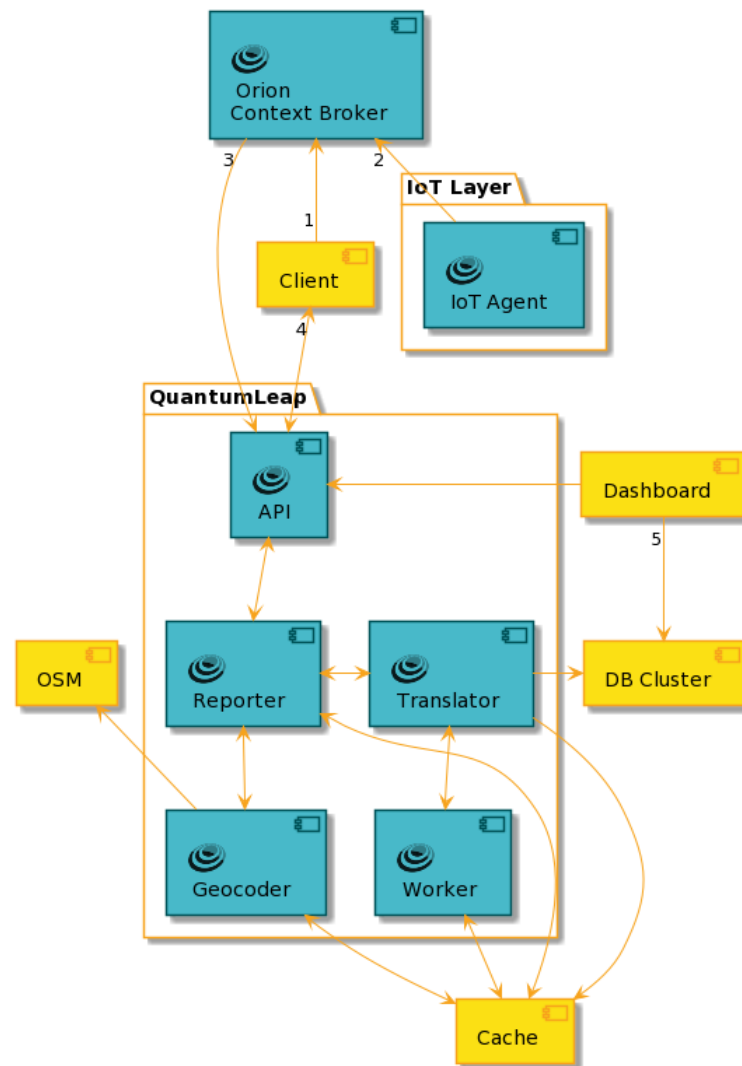 Orion
Context Broker
3
2
IoT Layer
1
Client
IoT Agent
4
QuantumLeap
API
Dashboard
5
OSM
Reporter
Translator
DB Cluster
Geocoder
Worker
Cache